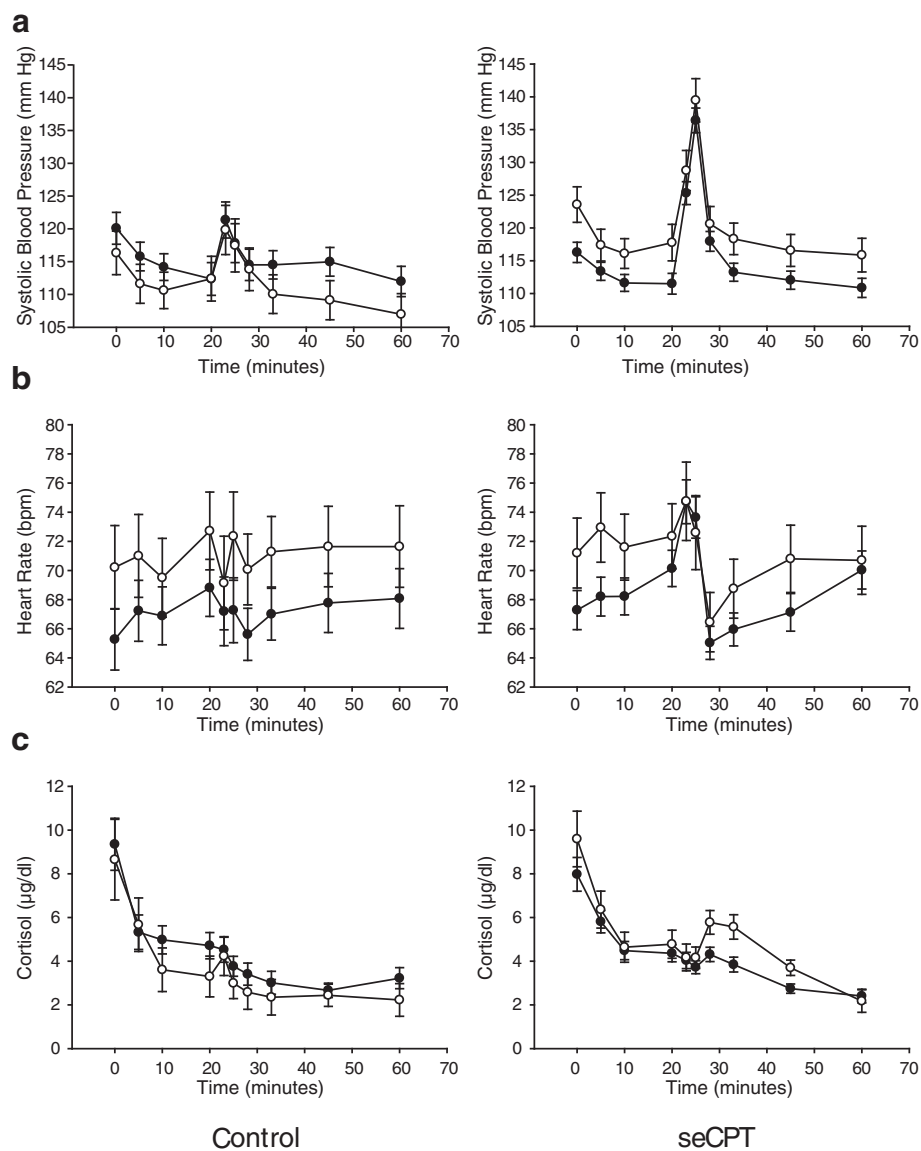 a
Systolic Blood Pressure (mm Hg)
145
140
135
130
125
120
115
110
105
0 10 20 30 40 50 60 70
Time (minutes)
Systolic Blood Pressure (mm Hg)
145
140
135
130
125
120
115
110
105
0 10 20 30 40 50 60 70
Time (minutes)
b
Heart Rate (bpm)
80
78
76
74
72
70
68
66
64
62
0 10 20 30 40 50 60 70
Time (minutes)
Heart Rate (bpm)
80
78
76
74
72
70
68
66
64
62
0 10 20 30 40 50 60 70
Time (minutes)
c
Cortisol (µg/dl)
12
10
8
6
4
2
0
0 10 20 30 40 50 60 70
Time (minutes)
Cortisol (µg/dl)
12
10
8
6
4
2
0
0 10 20 30 40 50 60 70
Time (minutes)
Control
seCPT